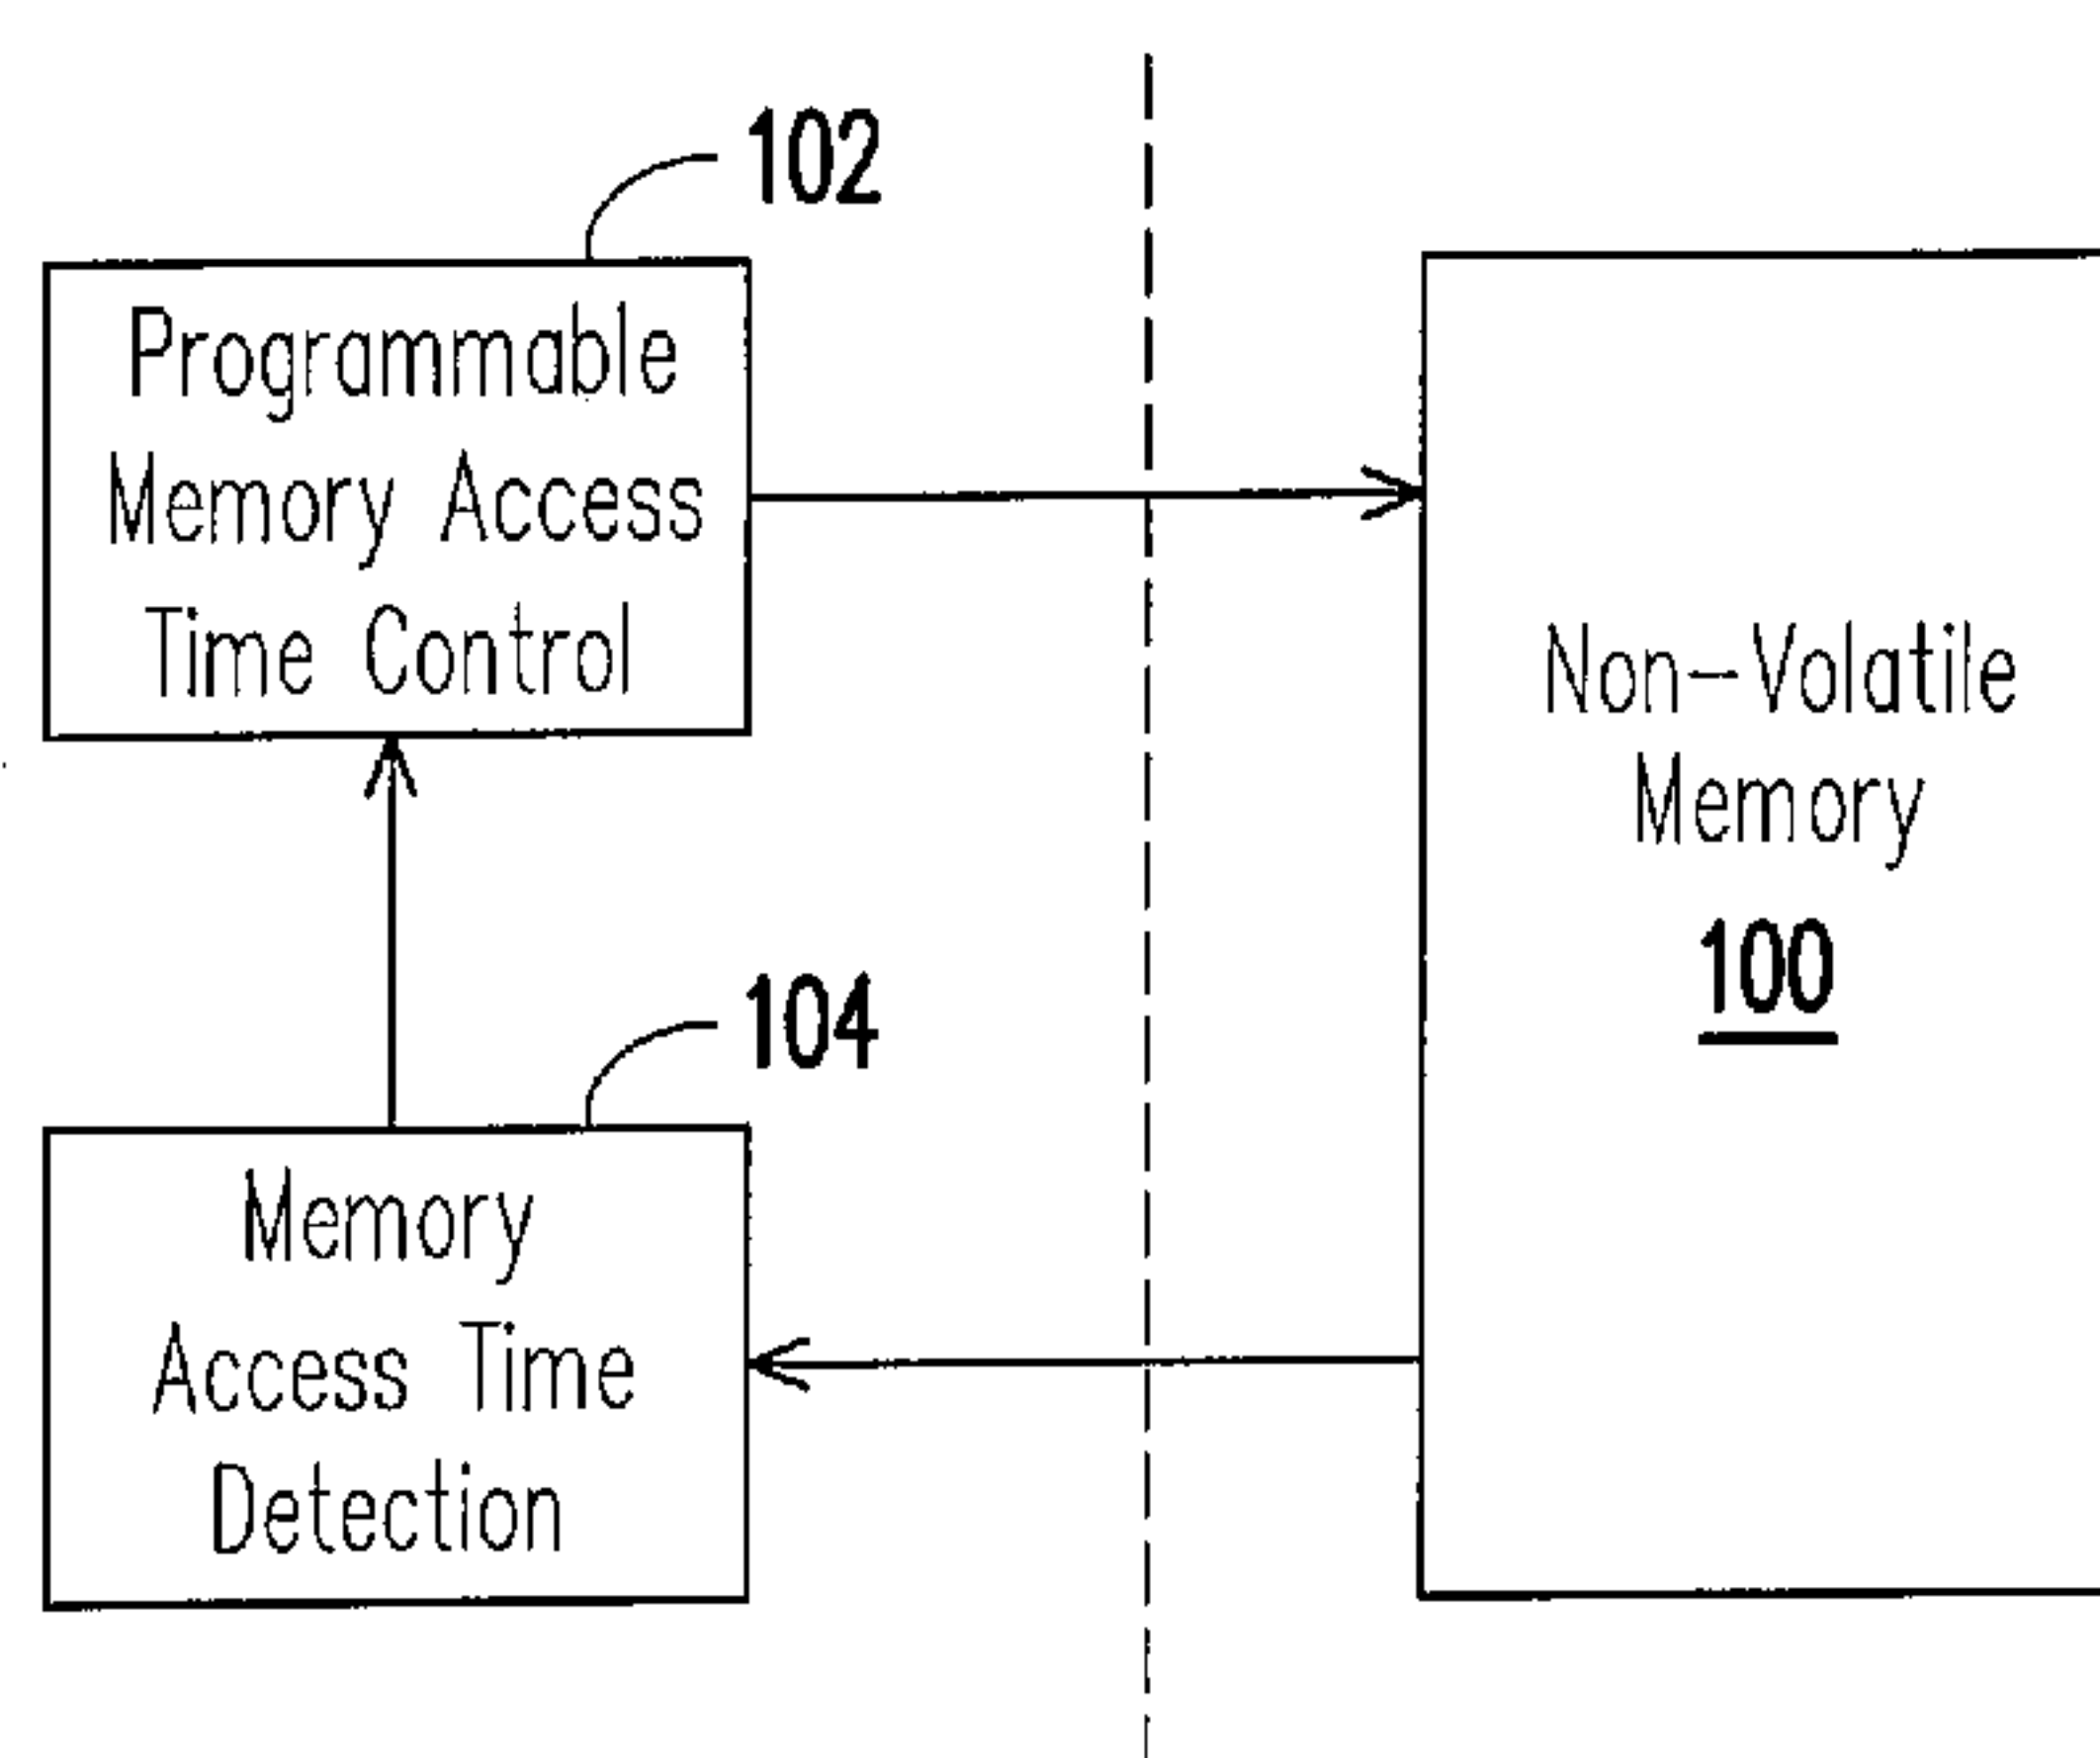 102
Programmable
Memory Access
Time Control
Non-Volatile
Memory
100
104
Memory
Access Time
Detection